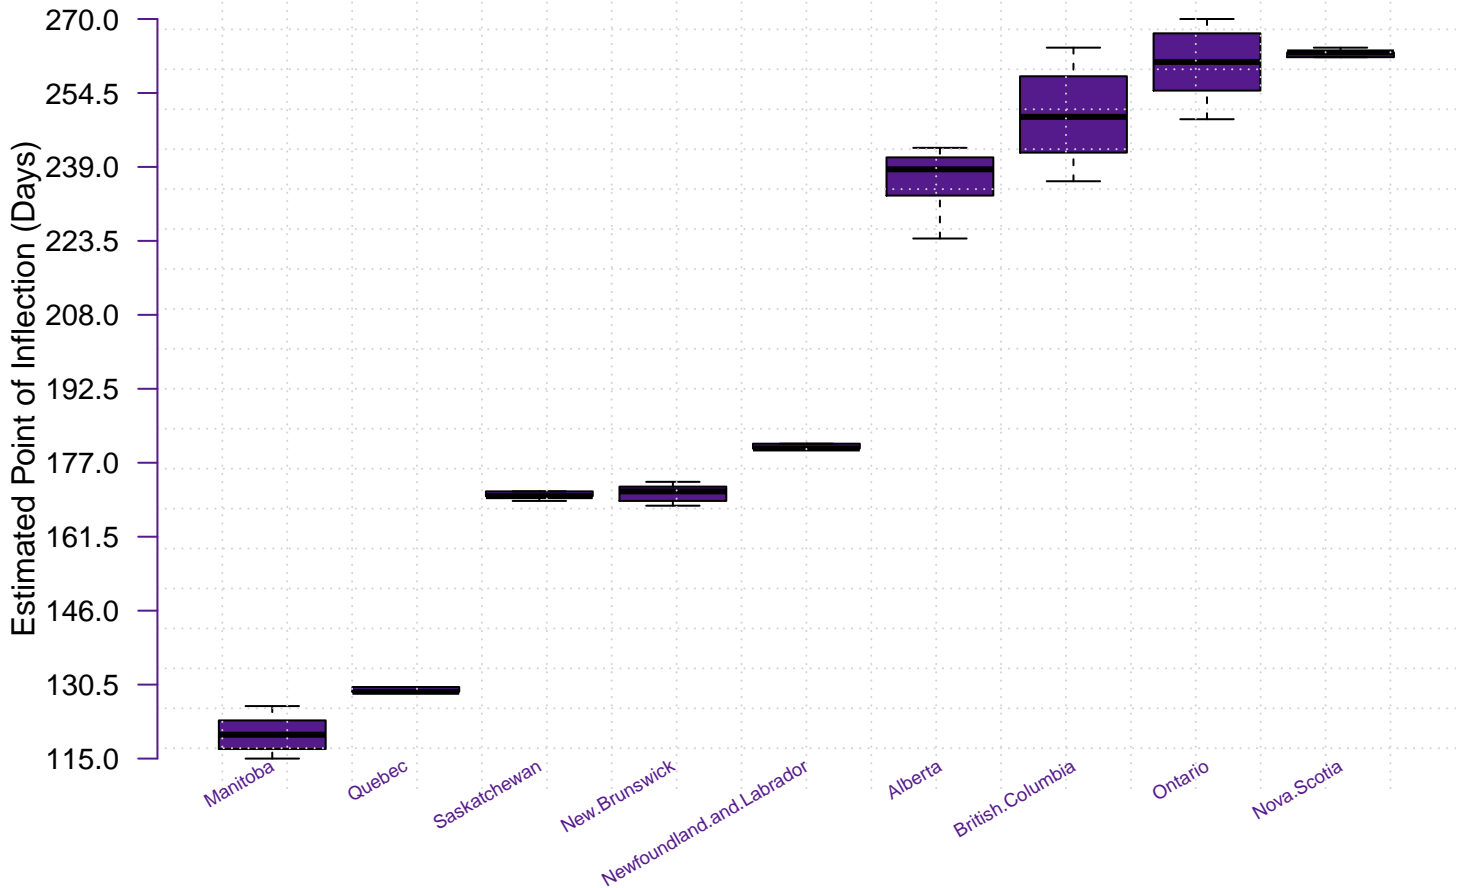 Estimated Point of Inflection (Days)
270.0
254.5
239.0
223.5
208.0
192.5
177.0
161.5
146.0
130.5
115.0
Manitoba
Quebec
Saskatchewan
New.Brunswick
Newfoundland.and.Labrador
Alberta
British.Columbia
Ontario
Nova.Scotia